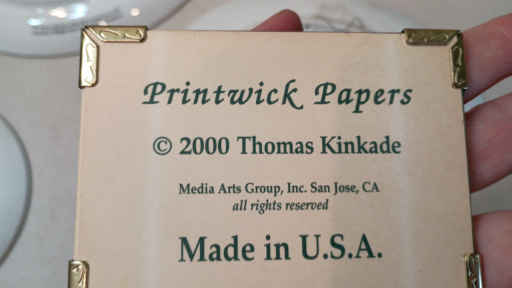 Printwick Papers
© 2000 Thomas Kinkade
Media Arts Group, Inc. San Jose, CA
all rights reserved
Made in U.S.A.